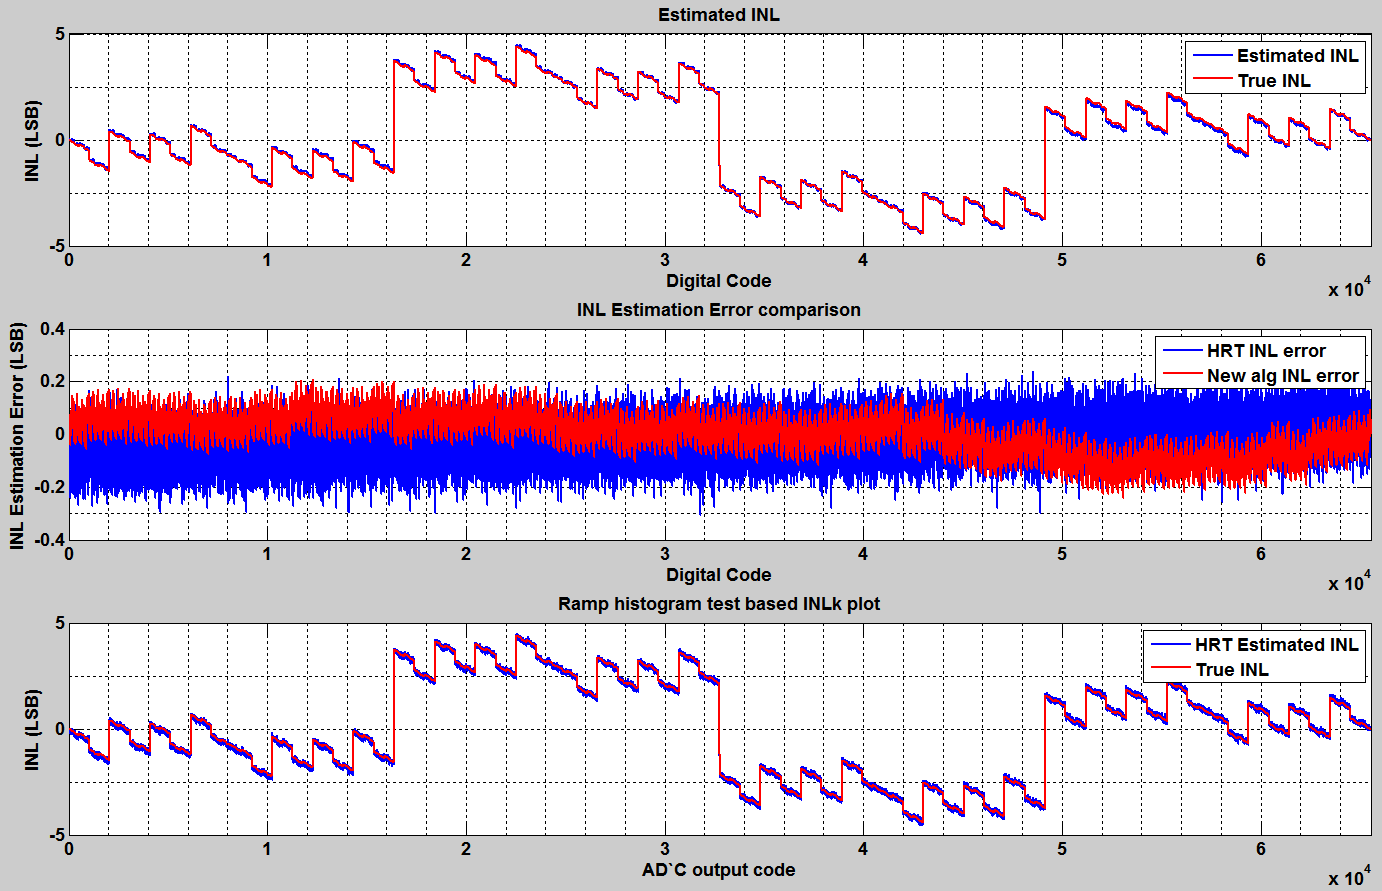 Estimated INL
5
0
-5
INL (LSB)
Estimated INL
True INL
0 1 2 3 4 5 6
x 10^4
Digital Code
INL Estimation Error comparison
0.4
0.2
0
-0.2
-0.4
INL Estimation Error (LSB)
HRT INL error
New alg INL error
0 1 2 3 4 5 6
x 10^4
Digital Code
Ramp histogram test based INLk plot
5
0
-5
INL (LSB)
HRT Estimated INL
True INL
0 1 2 3 4 5 6
x 10^4
AD`C output code